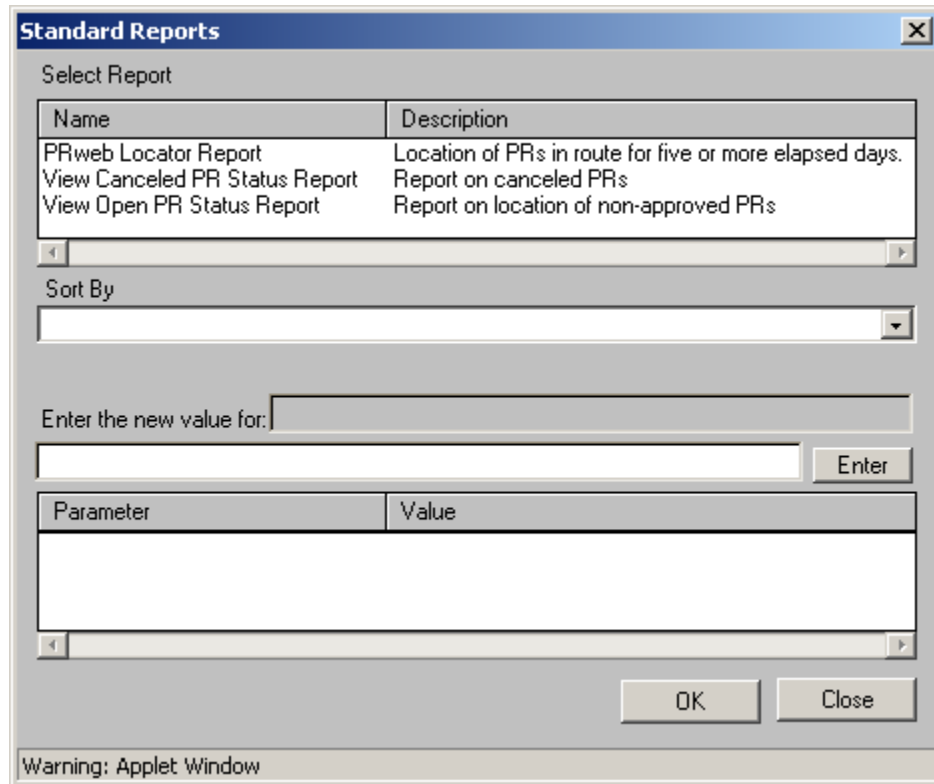 Standard Reports
Select Report
Name Description
PRweb Locator Report Location of PRs in route for five or more elapsed days.
View Canceled PR Status Report Report on canceled PRs
View Open PR Status Report Report on location of non-approved PRs
Sort By
Enter the new value for:
Enter
Parameter Value
OK Close
Warning: Applet Window